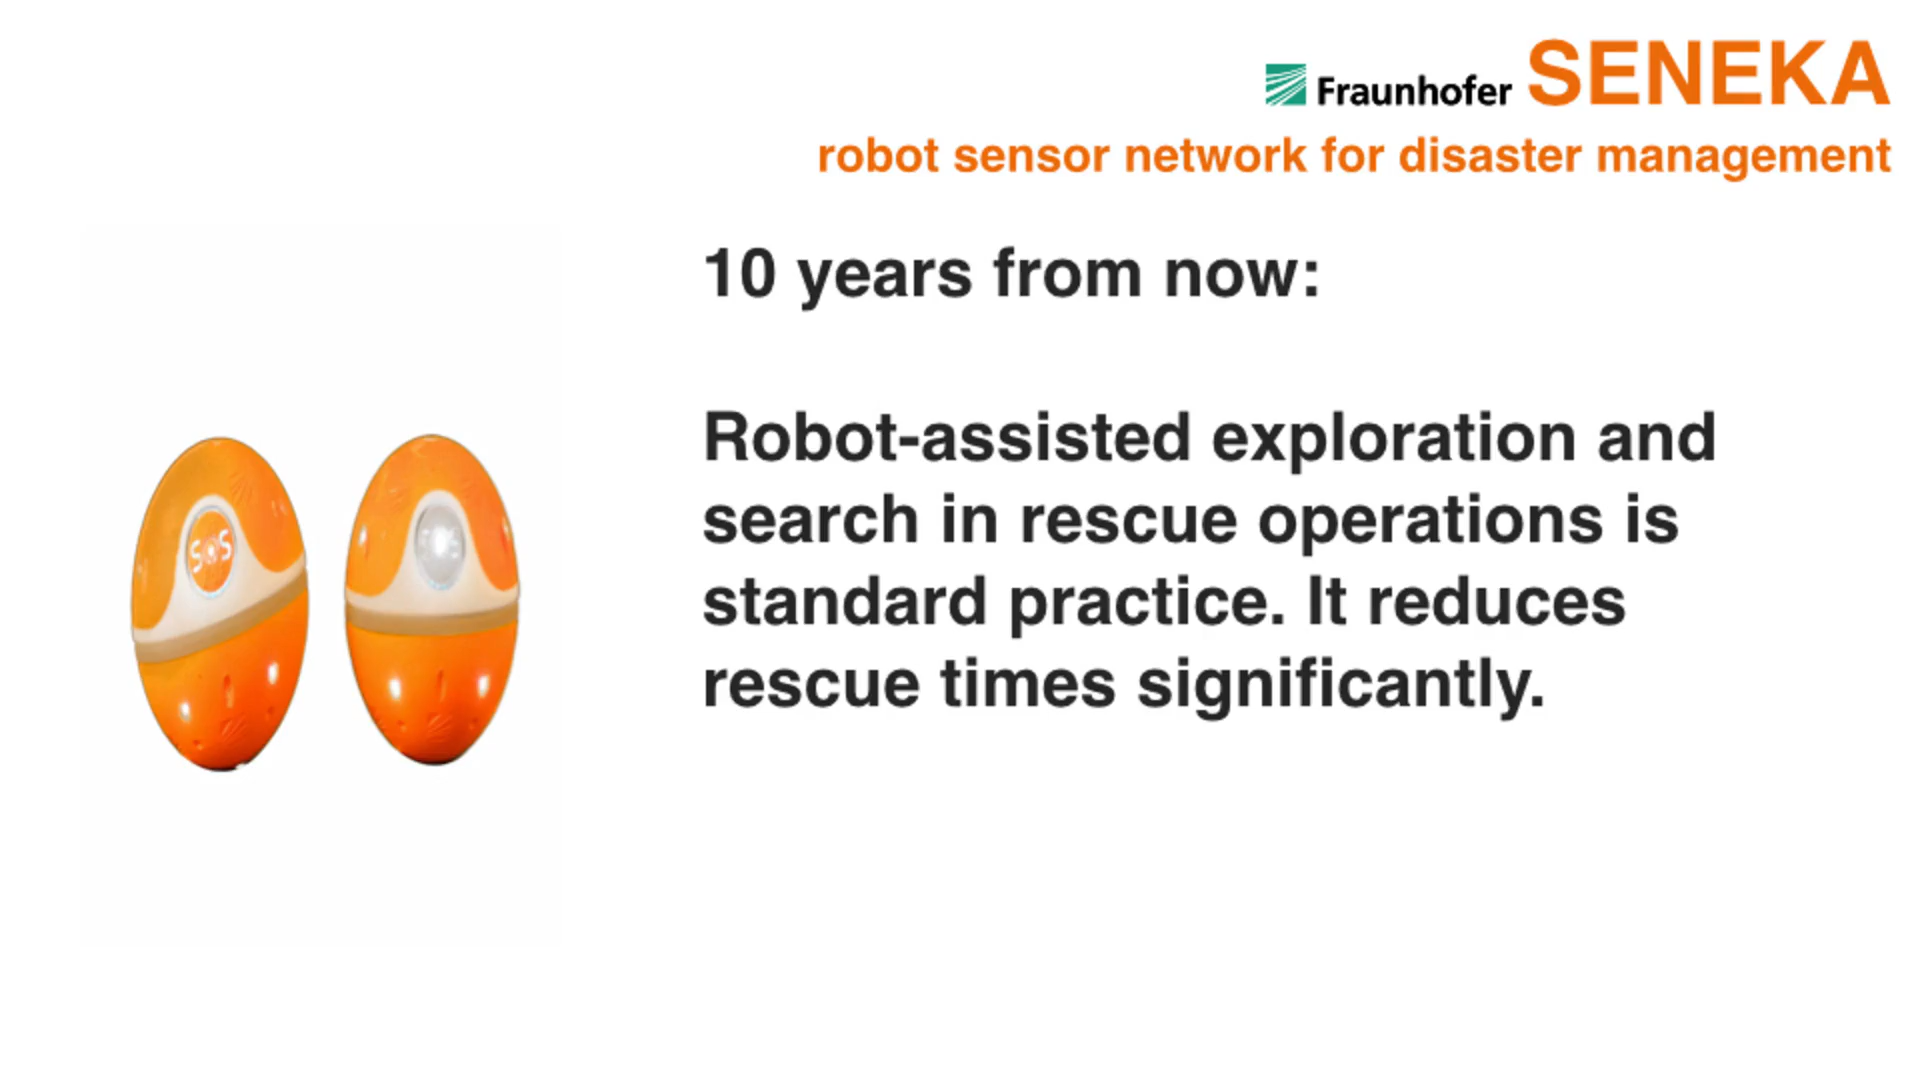 Fraunhofer SENEKA
robot sensor network for disaster management
10 years from now:
Robot-assisted exploration and
search in rescue operations is
standard practice. It reduces
rescue times significantly.
SOS
SOS